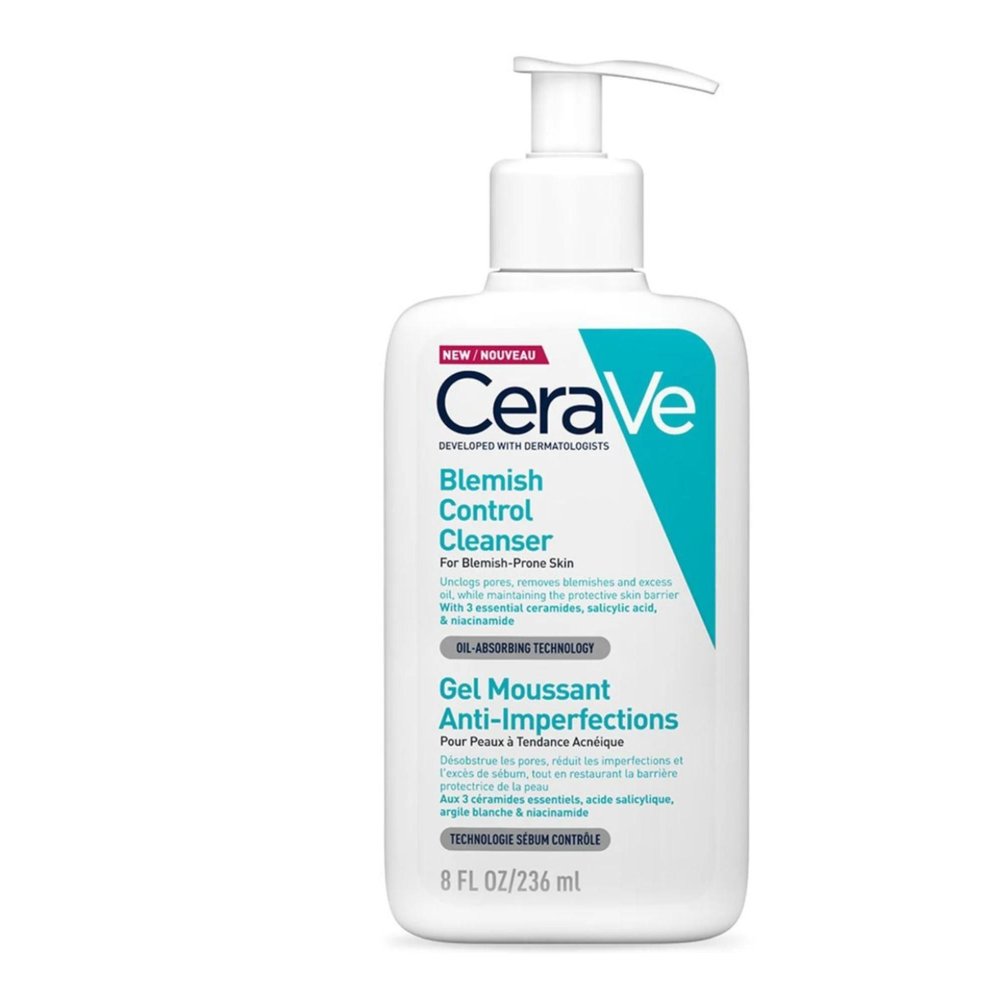 NEW / NOUVEAU
CeraVe
DEVELOPED WITH DERMATOLOGISTS
Blemish
Control
Cleanser
For Blemish-Prone Skin
Unclogs pores, removes blemishes and excess
oil, while maintaining the protective skin barrier
With 3 essential ceramides, salicylic acid,
& niacinamide
OIL-ABSORBING TECHNOLOGY
Gel Moussant
Anti-Imperfections
Pour Peaux à Tendance Acnéique
Désobstrue les pores, réduit les imperfections et
l'excès de sébum, tout en restaurant la barrière
protectrice de la peau
Aux 3 céramides essentiels, acide salicylique,
argile blanche & niacinamide
TECHNOLOGIE SÉBUM CONTRÔLE
8 FL OZ/236 ml